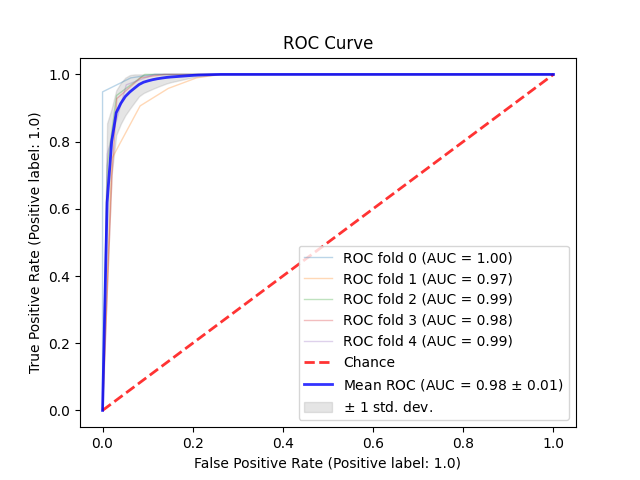 ROC Curve
True Positive Rate (Positive label: 1.0)
1.0
0.8
0.6
0.4
0.2
0.0
ROC fold 0 (AUC = 1.00)
ROC fold 1 (AUC = 0.97)
ROC fold 2 (AUC = 0.99)
ROC fold 3 (AUC = 0.98)
ROC fold 4 (AUC = 0.99)
Chance
Mean ROC (AUC = 0.98 ± 0.01)
± 1 std. dev.
0.0 0.2 0.4 0.6 0.8 1.0
False Positive Rate (Positive label: 1.0)